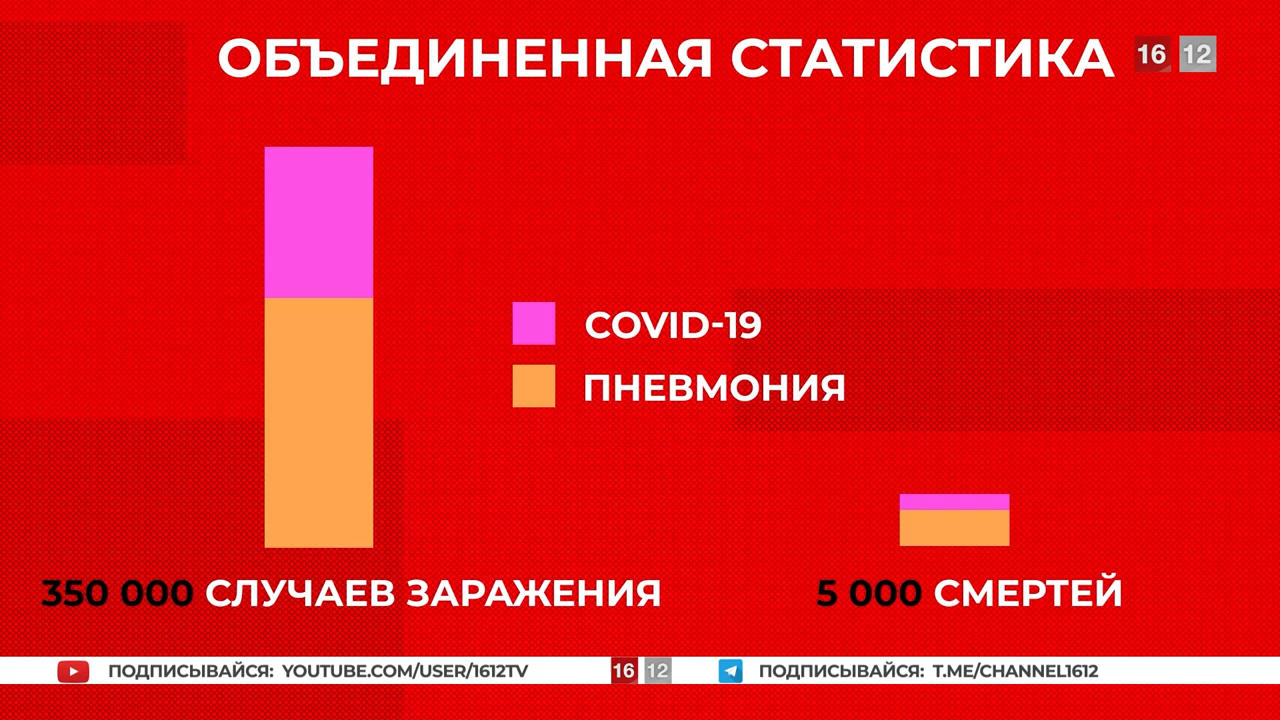 ОБЪЕДИНЕННАЯ СТАТИСТИКА 16 12
COVID-19
ПНЕВМОНИЯ
350 000 СЛУЧАЕВ ЗАРАЖЕНИЯ
5 000 СМЕРТЕЙ
ПОДПИСЫВАЙСЯ: YOUTUBE.COM/USER/1612TV 16 12 ПОДПИСЫВАЙСЯ: T.ME/CHANNEL1612